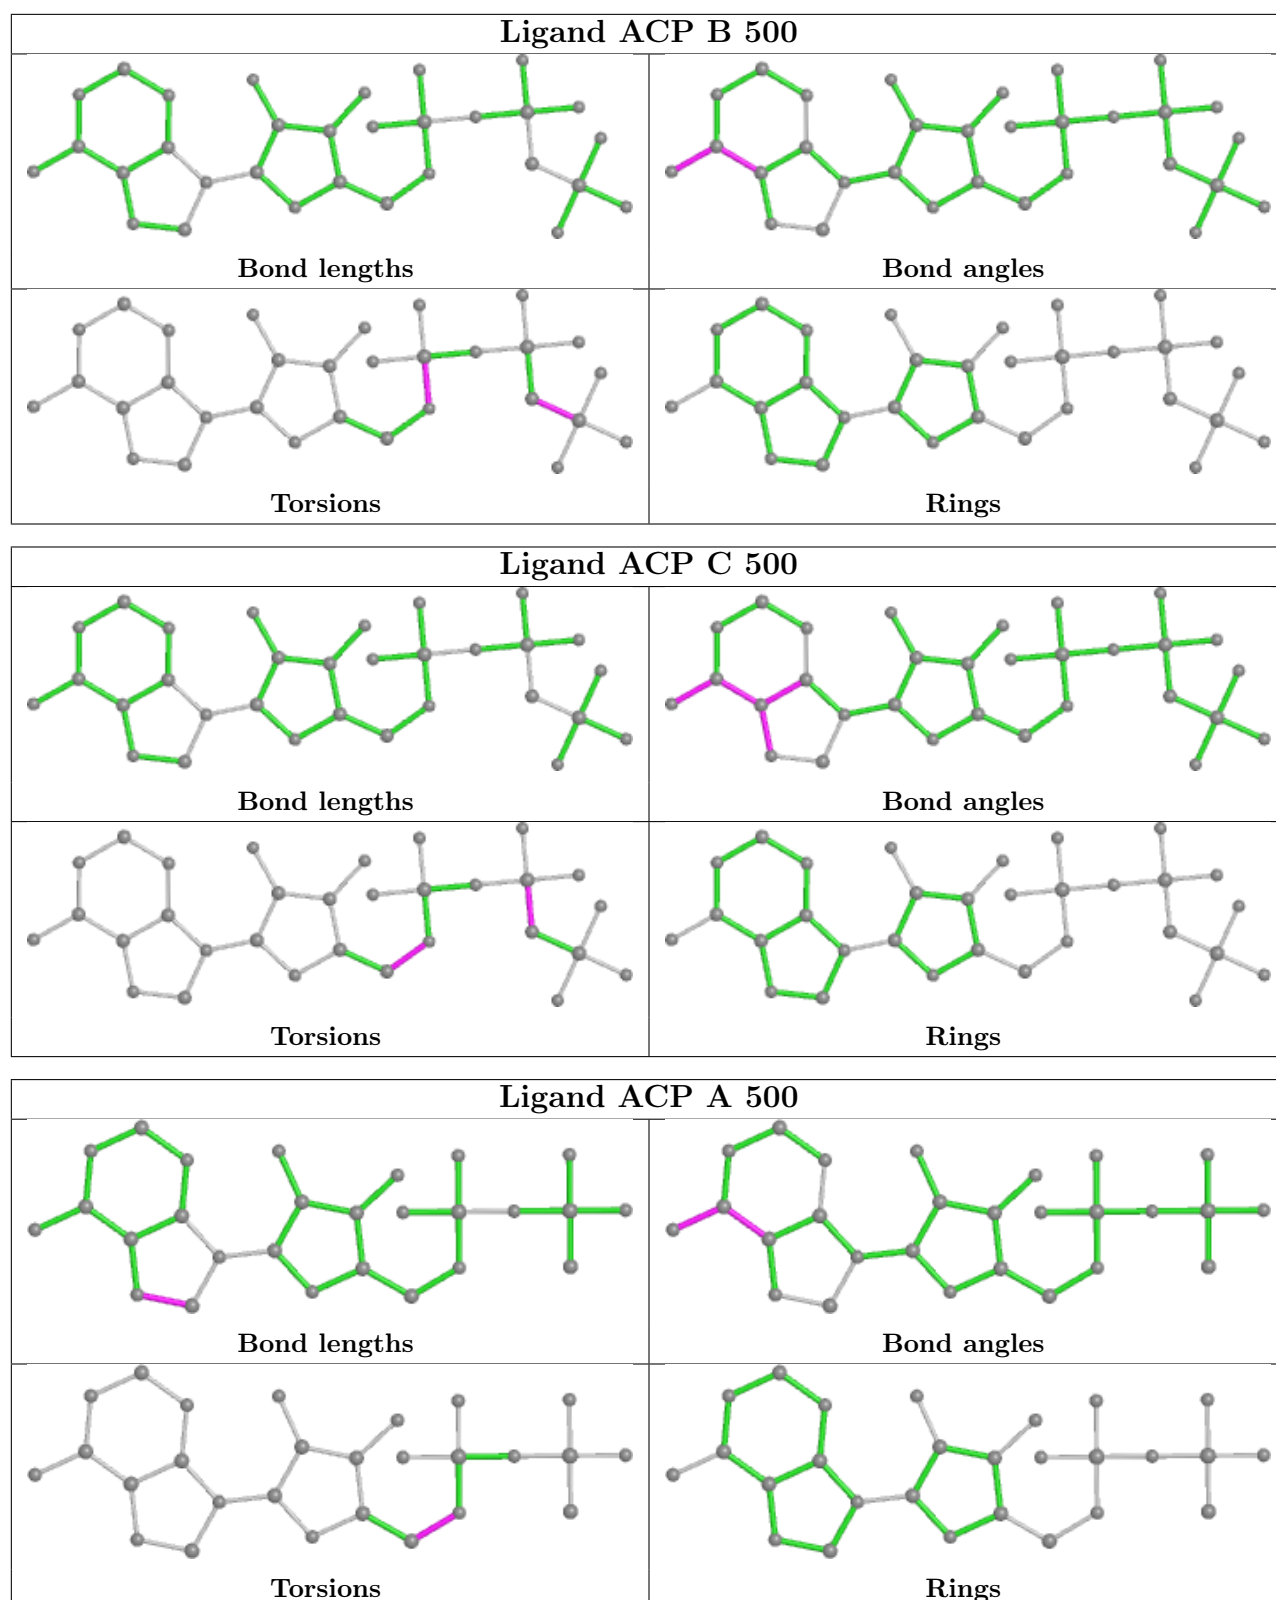 Ligand ACP B 500
Bond lengths
Bond angles
Torsions
Rings
Ligand ACP C 500
Bond lengths
Bond angles
Torsions
Rings
Ligand ACP A 500
Bond lengths
Bond angles
Torsions
Rings